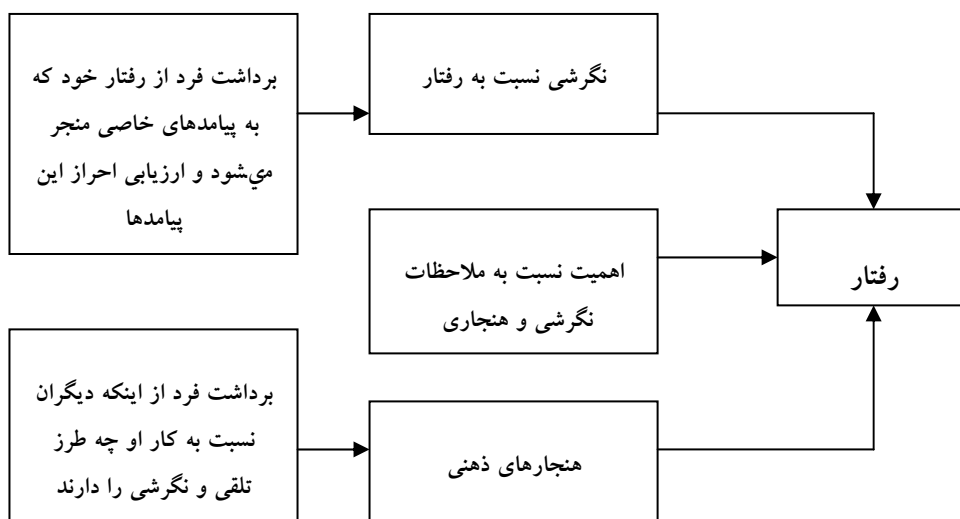 برداشت فرد از رفتار خود که
به پیامدهای خاصی منجر
می‌شود و ارزیابی احراز این
پیامدها
نگرشی نسبت به رفتار
اهمیت نسبت به ملاحظات
نگرشی و هنجاری
رفتار
برداشت فرد از اینکه دیگران
نسبت به کار او چه طرز
تلقی و نگرشی را دارند
هنجارهای ذهنی